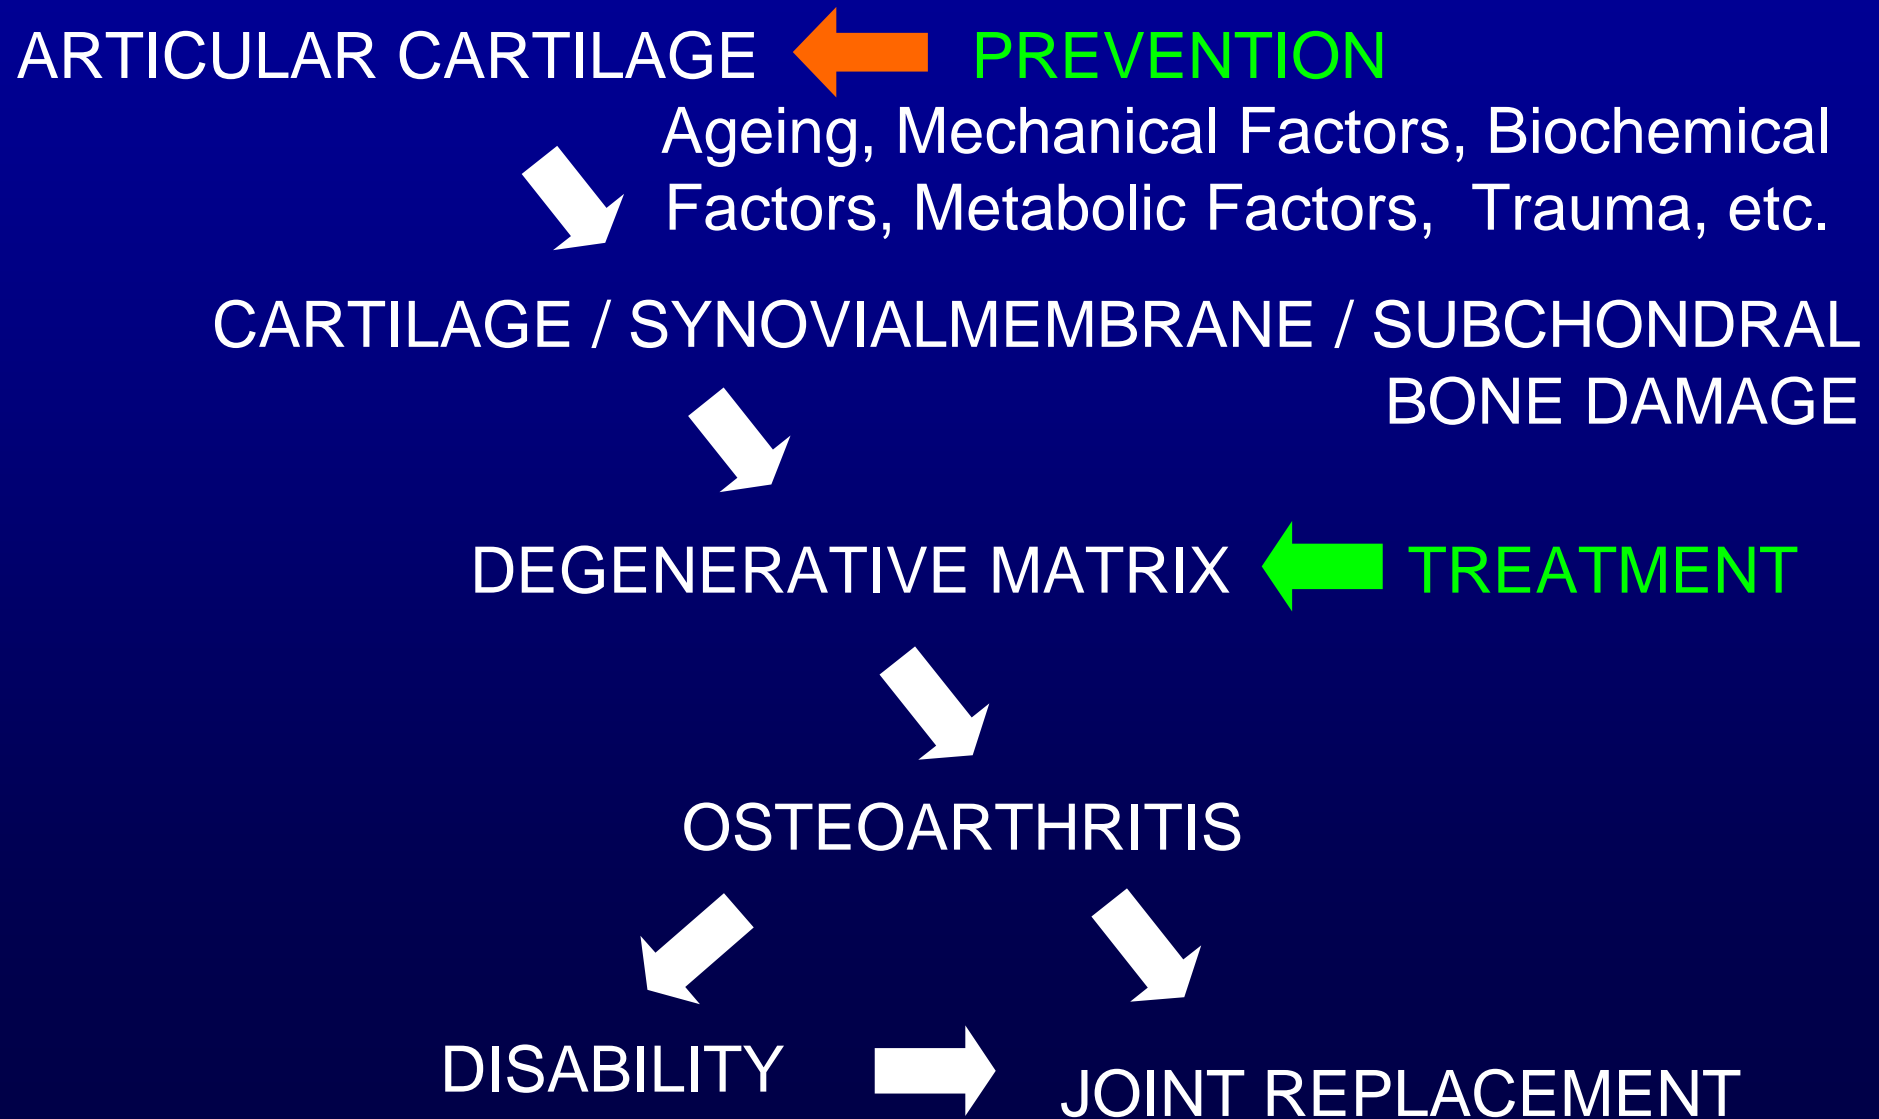 ARTICULAR CARTILAGE PREVENTION
Ageing, Mechanical Factors, Biochemical
Factors, Metabolic Factors, Trauma, etc.
CARTILAGE / SYNOVIALMEMBRANE / SUBCHONDRAL
BONE DAMAGE
DEGENERATIVE MATRIX TREATMENT
OSTEOARTHRITIS
DISABILITY JOINT REPLACEMENT